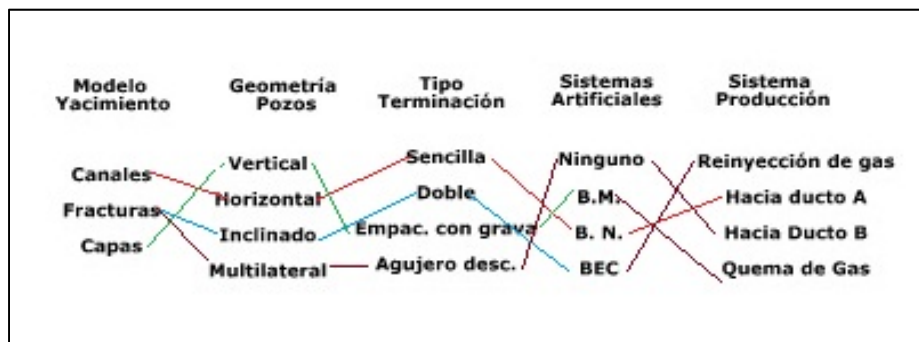 Modelo
Yacimiento
Geometría
Pozos
Tipo
Terminación
Sistemas
Artificiales
Sistema
Producción
Canales
Fracturas
Capas
Vertical
Horizontal
Inclinado
Multilateral
Sencilla
Doble
Empac. con grava
Agujero desc.
Ninguno
B.M.
B. N.
BEC
Reinyección de gas
Hacia ducto A
Hacia Ducto B
Quema de Gas